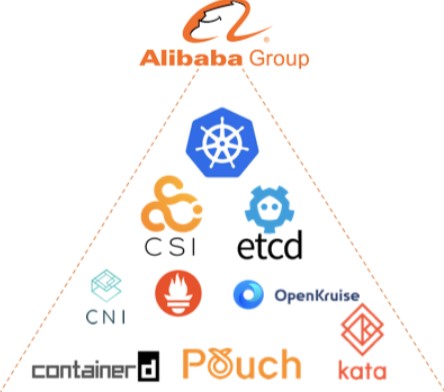 Alibaba Group
CSI
etcd
CNI
OpenKruise
containerd
Pouch
kata